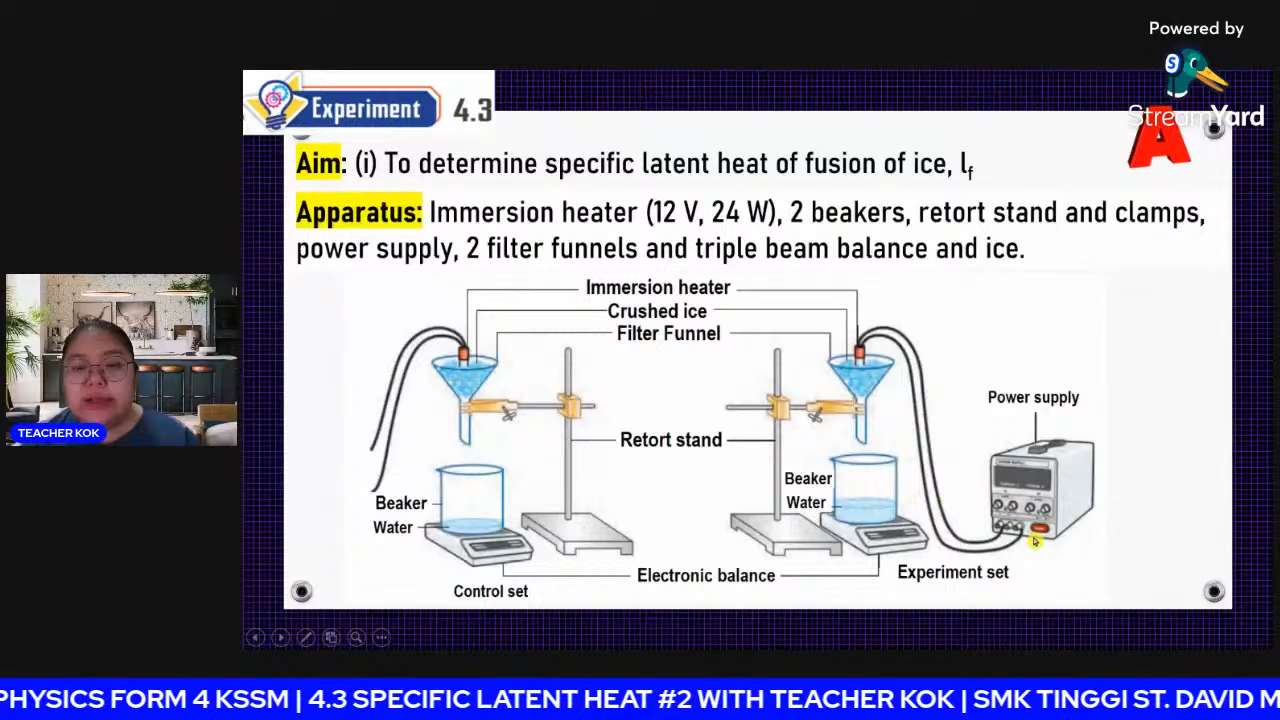 Powered by
S
StreamYard
A
Experiment 4.3
Aim: (i) To determine specific latent heat of fusion of ice, lf
Apparatus: Immersion heater (12 V, 24 W), 2 beakers, retort stand and clamps,
power supply, 2 filter funnels and triple beam balance and ice.
Immersion heater
Crushed ice
Filter Funnel
Power supply
Retort stand
Beaker
Water
Beaker
Water
Electronic balance
Control set
Experiment set
TEACHER KOK
PHYSICS FORM 4 KSSM | 4.3 SPECIFIC LATENT HEAT #2 WITH TEACHER KOK | SMK TINGGI ST. DAVID M